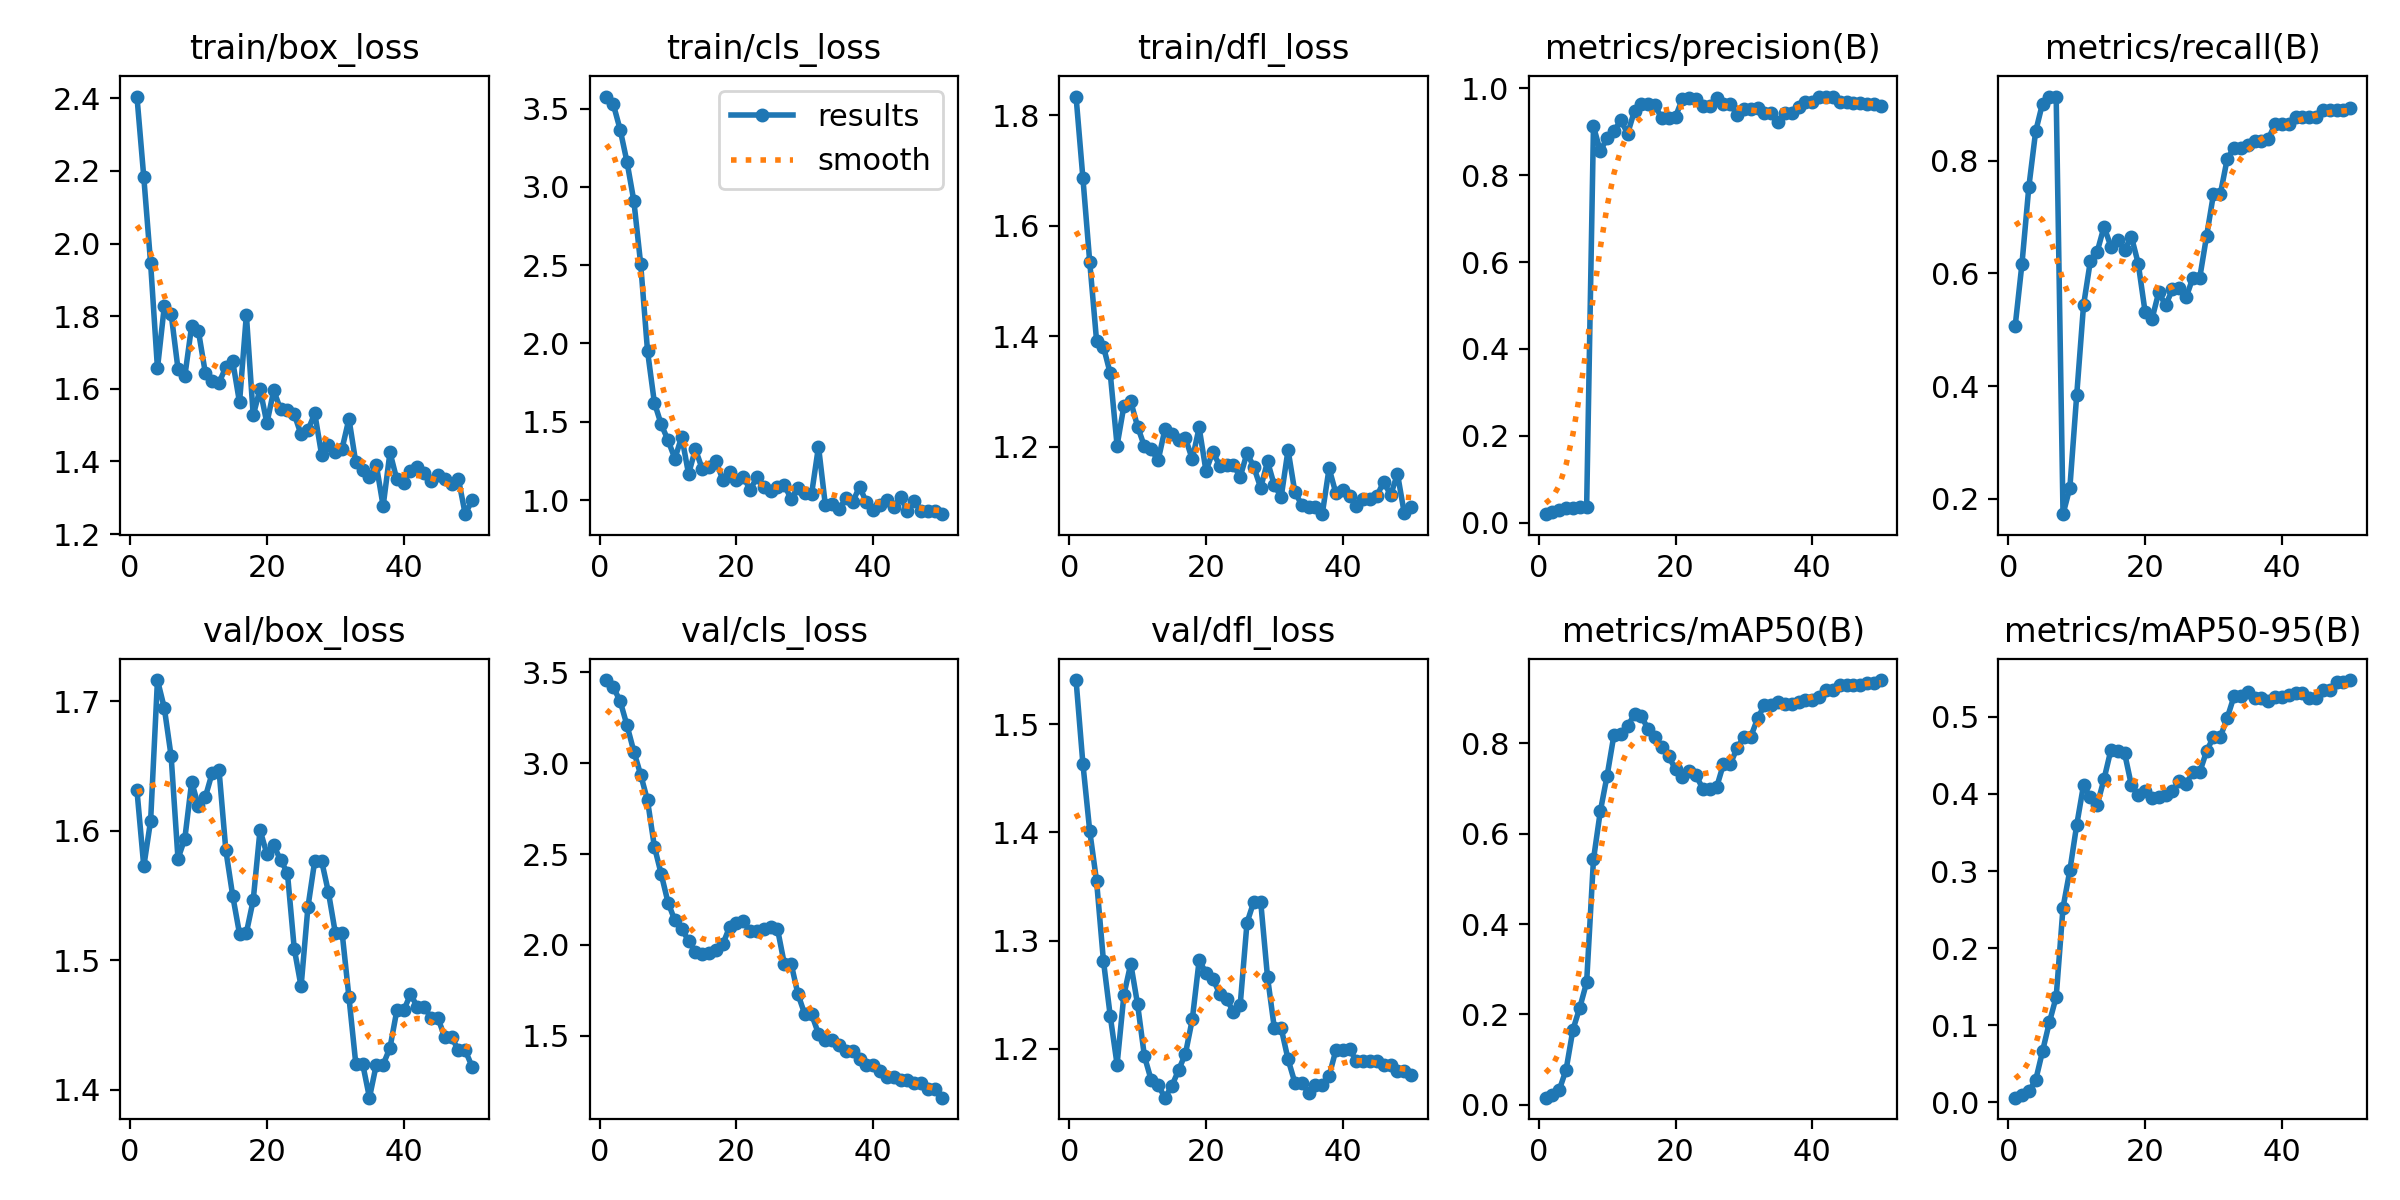 train/box_loss
2.4
2.2
2.0
1.8
1.6
1.4
1.2
0 20 40
train/cls_loss
results
smooth
3.5
3.0
2.5
2.0
1.5
1.0
0 20 40
train/dfl_loss
1.8
1.6
1.4
1.2
0 20 40
metrics/precision(B)
1.0
0.8
0.6
0.4
0.2
0.0
0 20 40
metrics/recall(B)
0.8
0.6
0.4
0.2
0 20 40
val/box_loss
1.7
1.6
1.5
1.4
0 20 40
val/cls_loss
3.5
3.0
2.5
2.0
1.5
0 20 40
val/dfl_loss
1.5
1.4
1.3
1.2
0 20 40
metrics/mAP50(B)
0.8
0.6
0.4
0.2
0.0
0 20 40
metrics/mAP50-95(B)
0.5
0.4
0.3
0.2
0.1
0.0
0 20 40